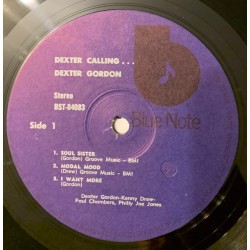 DEXTER CALLING . . .
DEXTER GORDON
Stereo
BST-84083
Side 1
Blue Note
1. SOUL SISTER
(Gordon) Groove Music - BMI
2. MODAL MOOD
(Drew) Groove Music - BMI
3. I WANT MORE
(Gordon)
Dexter Gordon-Kenny Drew-
Paul Chambers, Philly Joe Jones